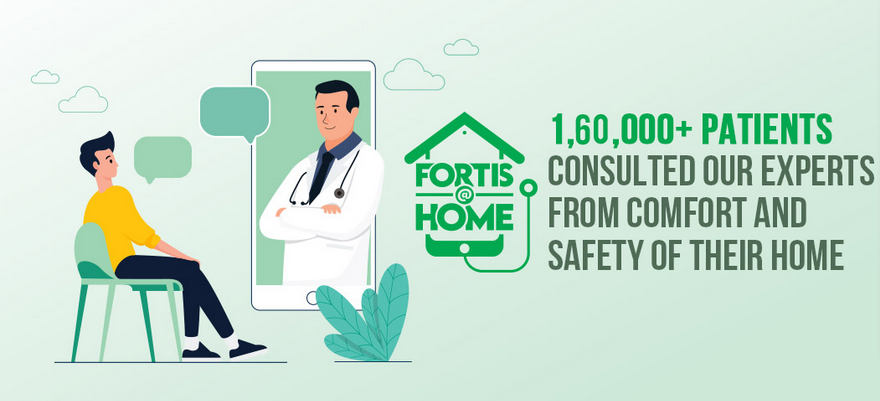 FORTIS
@
HOME
1,60,000+ PATIENTS
CONSULTED OUR EXPERTS
FROM COMFORT AND
SAFETY OF THEIR HOME